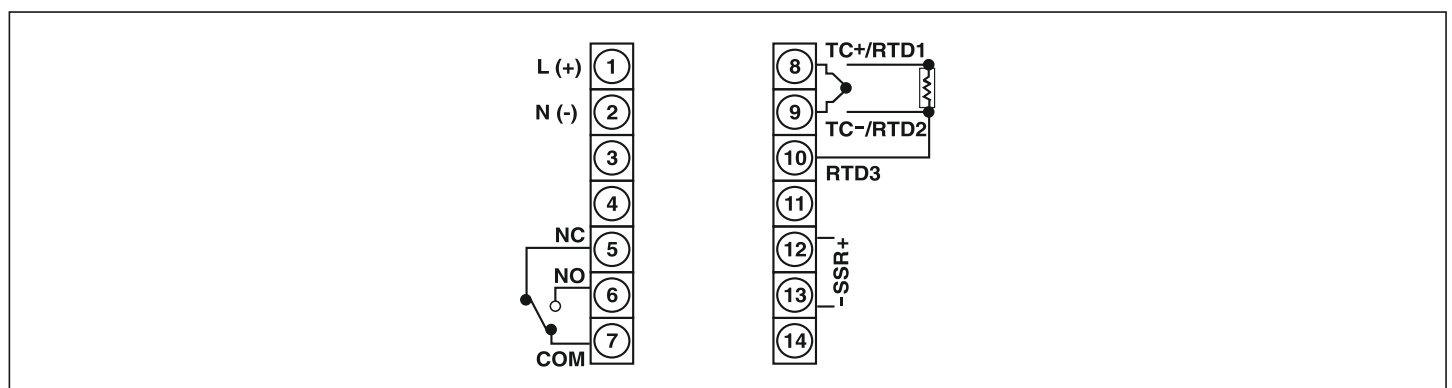 L (+) 1
N (-) 2
3
4
NC 5
NO 6
7
COM
8 TC+/RTD1
9
TC-/RTD2
10
RTD3
11
12
-SSR+
13
14